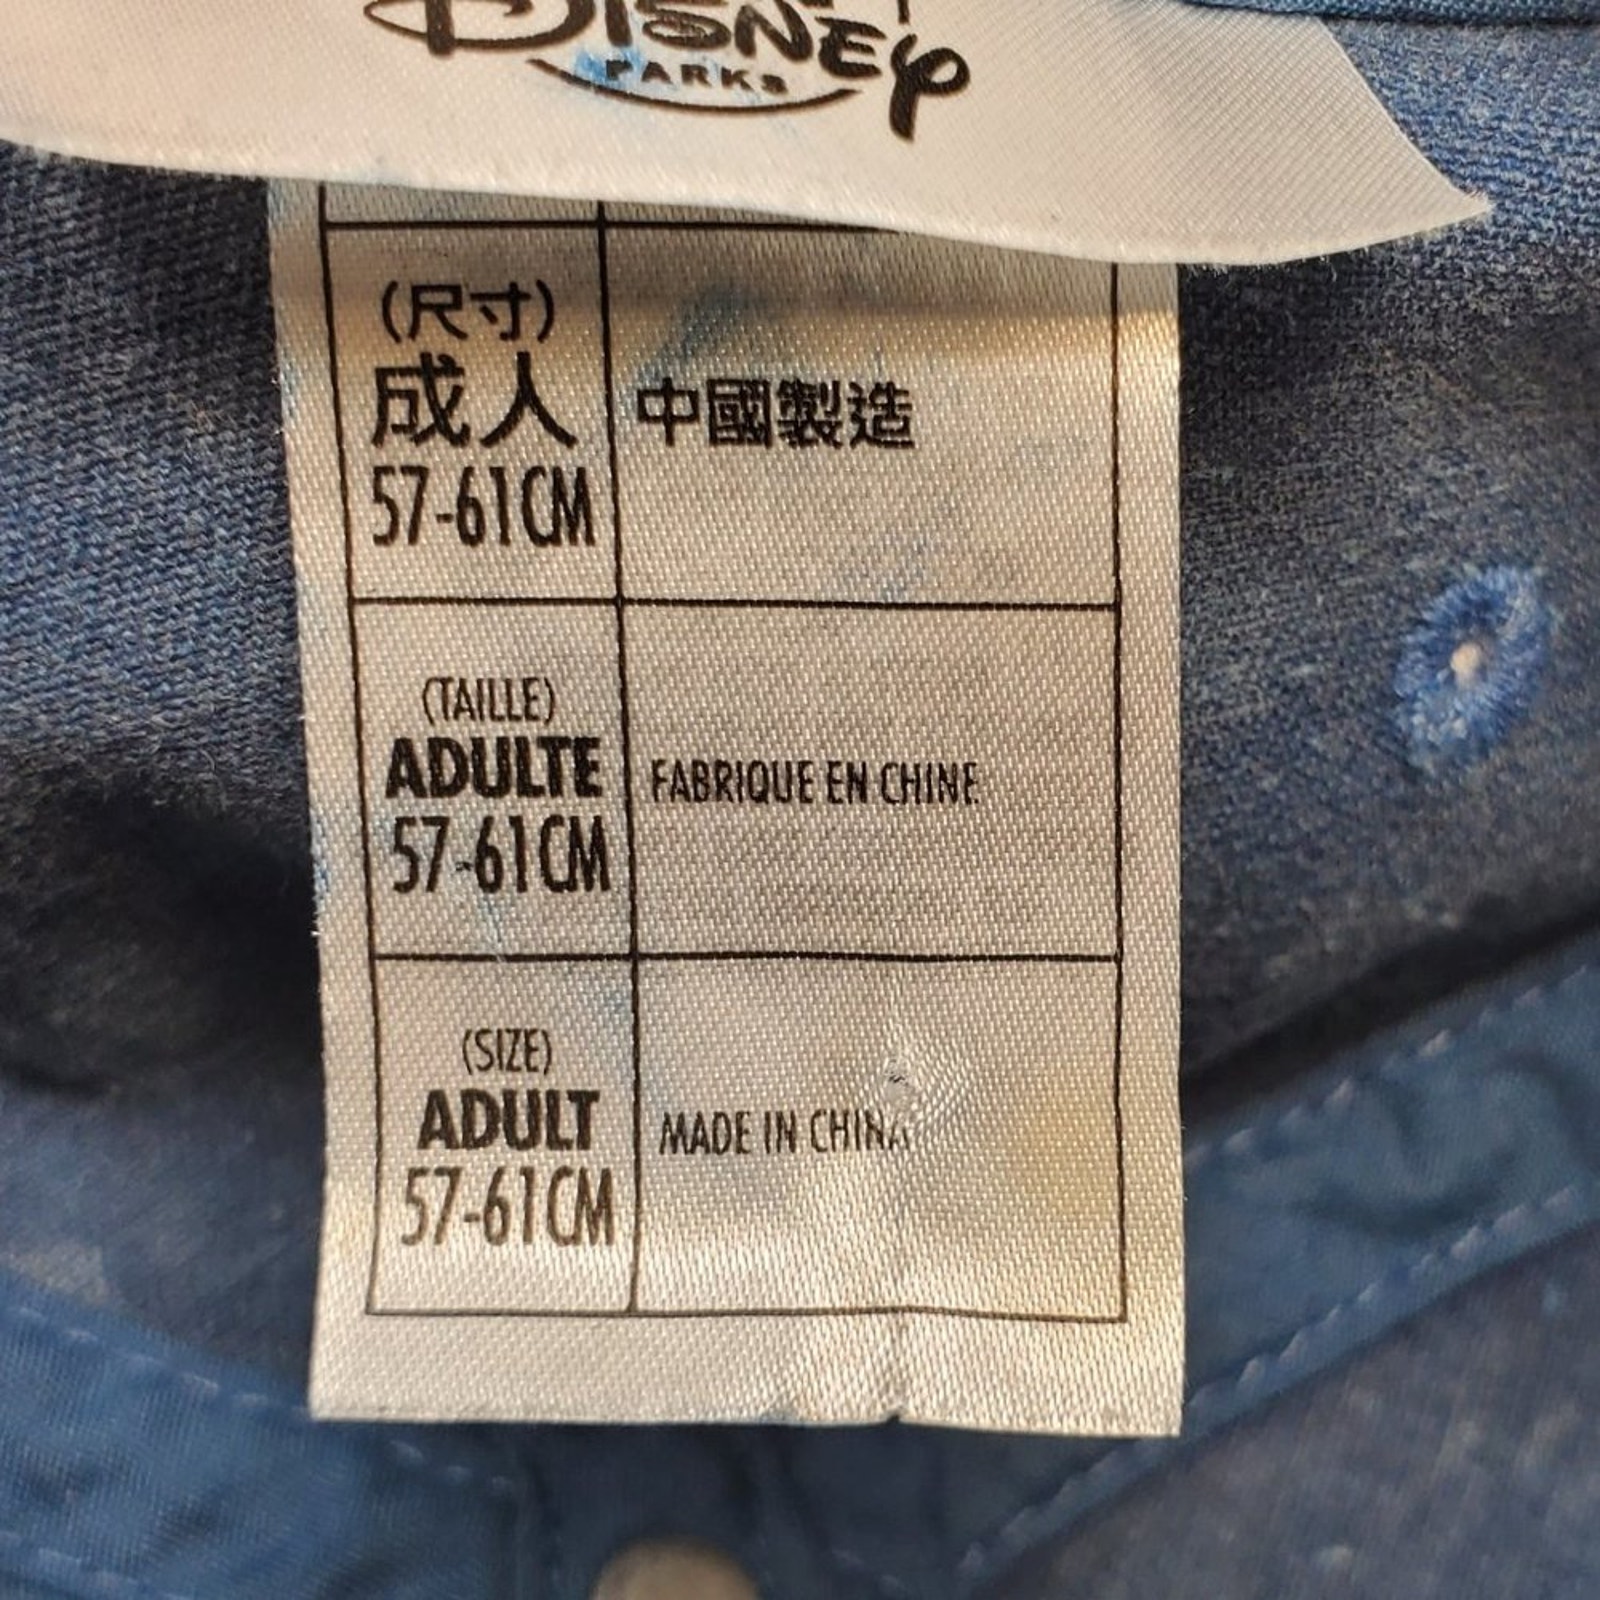 DISNEY
PARKS
(尺寸)
成人
57-61CM
中國製造
(TAILLE)
ADULTE
57-61CM
FABRIQUE EN CHINE
(SIZE)
ADULT
57-61CM
MADE IN CHINA